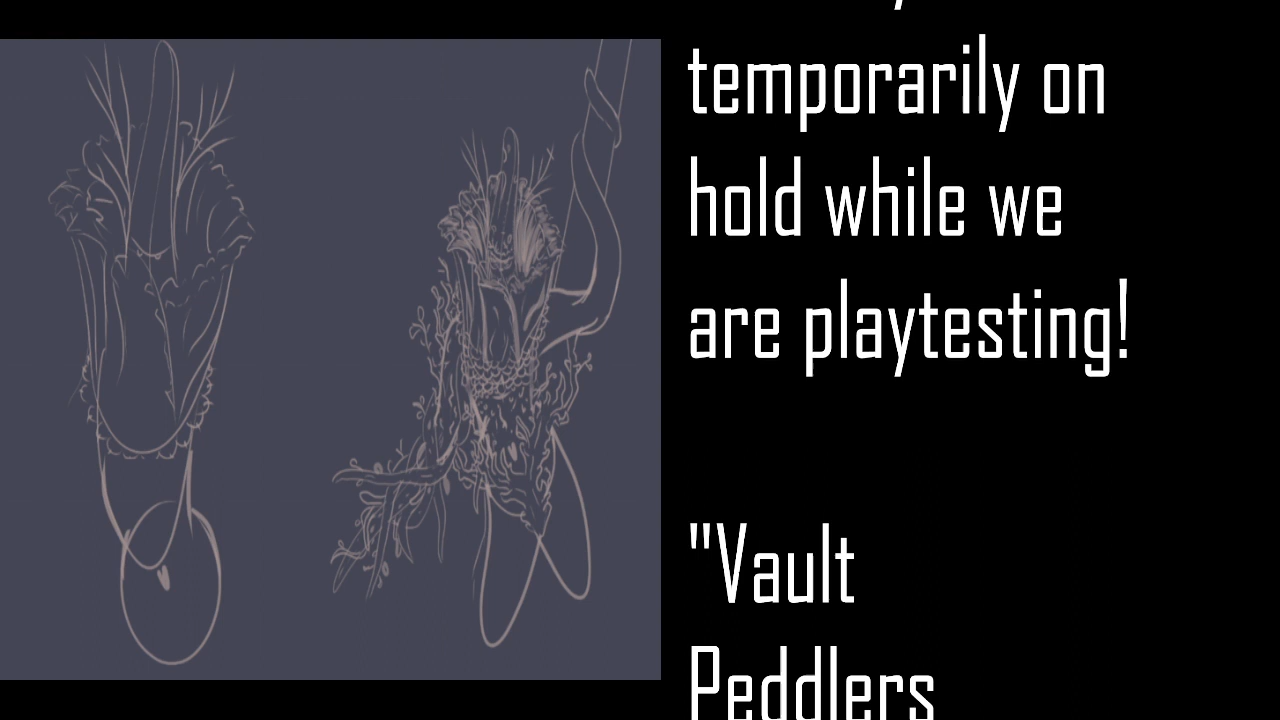 temporarily on
hold while we
are playtesting!
"Vault
Peddlers